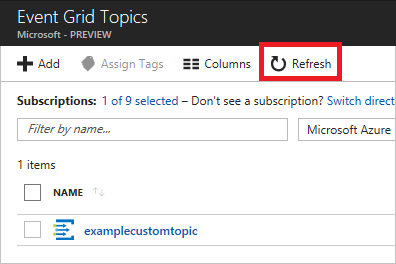 Event Grid Topics
Microsoft - PREVIEW
Add Assign Tags Columns Refresh
Subscriptions: 1 of 9 selected – Don't see a subscription? Switch direct
Filter by name... Microsoft Azure
1 items
NAME
examplecustomtopic